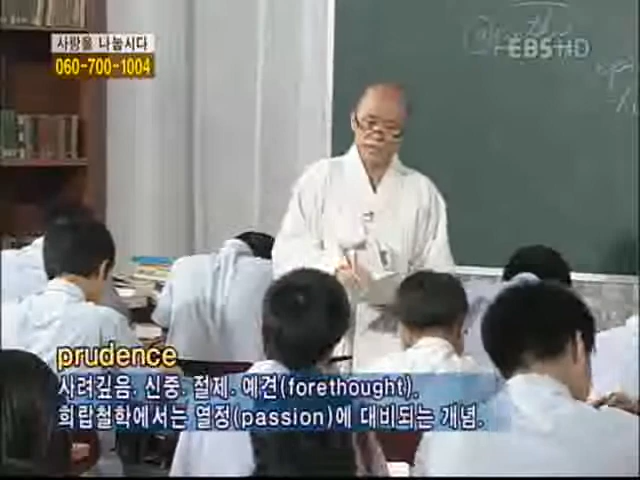 사랑을 나눕시다
060-700-1004
EBS HD
prudence
사려깊음. 신중. 절제. 예견(forethought).
희랍철학에서는 열정(passion)에 대비되는 개념.